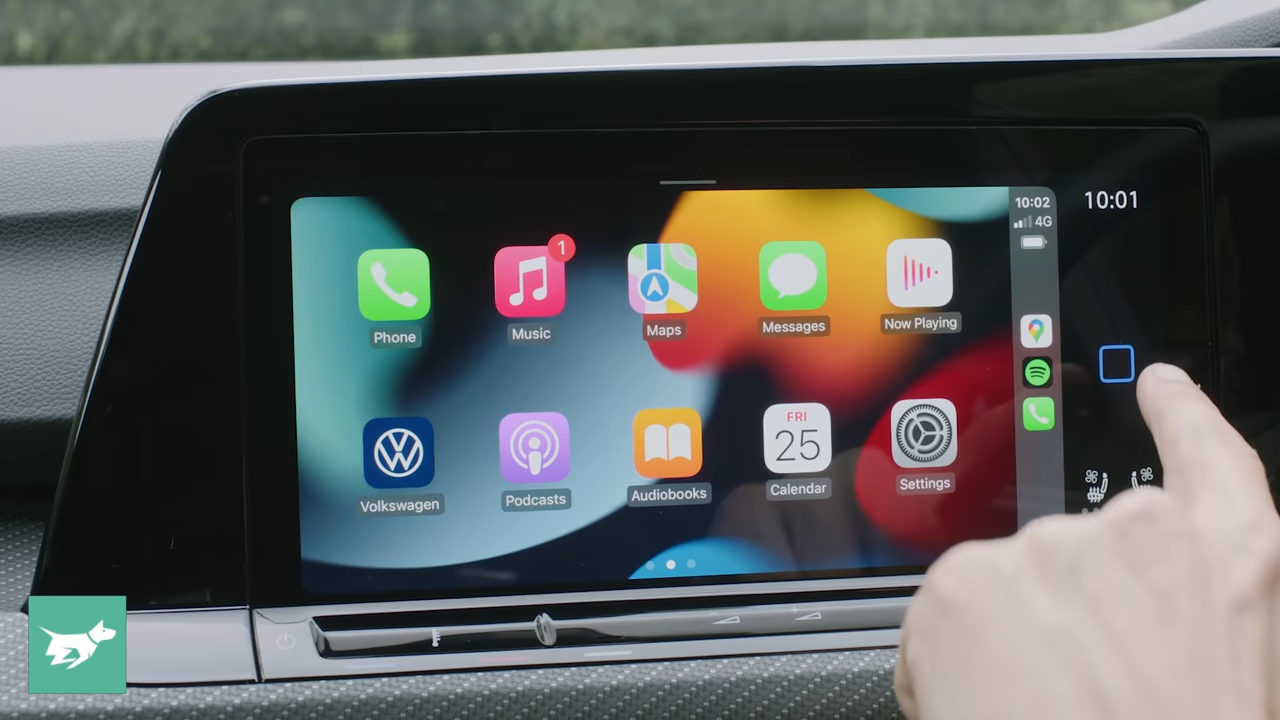 10:02
4G
10:01
1
Phone
Music
Maps
Messages
Now Playing
Volkswagen
Podcasts
Audiobooks
FRI
25
Calendar
Settings